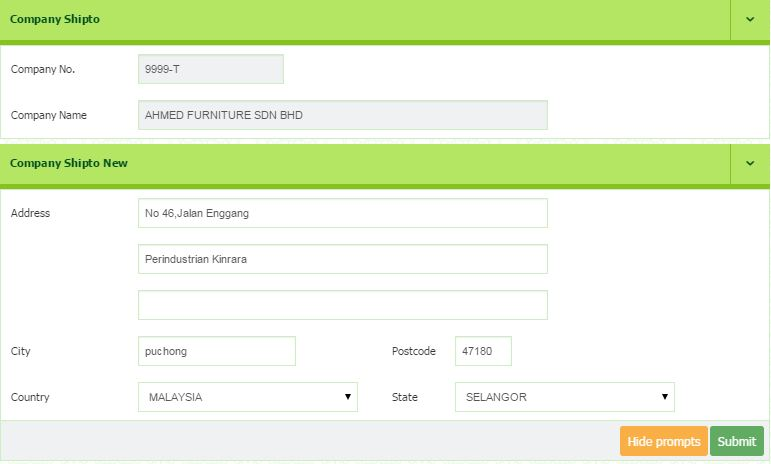 Company Shipto
Company No. 9999-T
Company Name AHMED FURNITURE SDN BHD
Company Shipto New
Address No 46,Jalan Enggang
Perindustrian Kinrara
City puchong Postcode 47180
Country MALAYSIA State SELANGOR
Hide prompts Submit